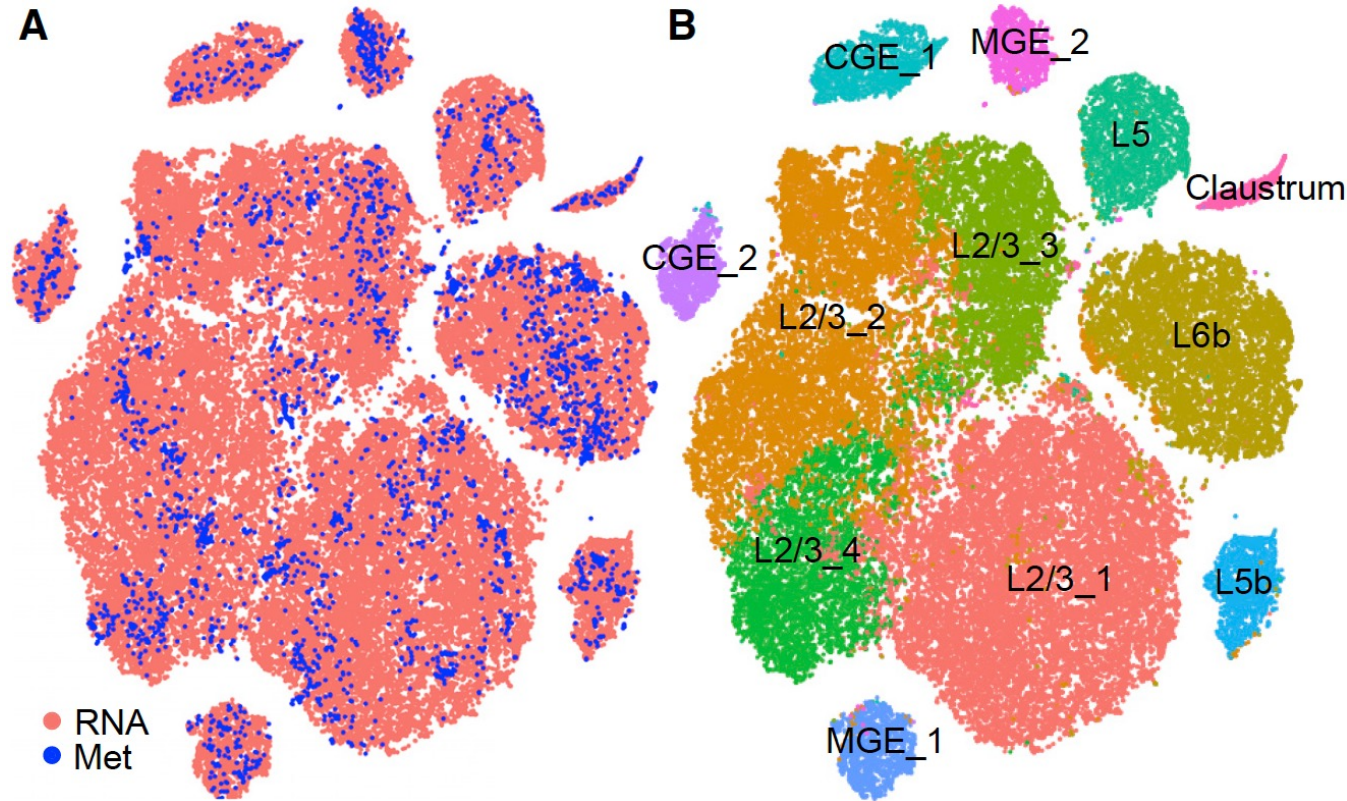 A
RNA
Met
B
CGE_1
MGE_2
L5
Claustrum
CGE_2
L2/3_3
L2/3_2
L6b
L2/3_4
L2/3_1
L5b
MGE_1